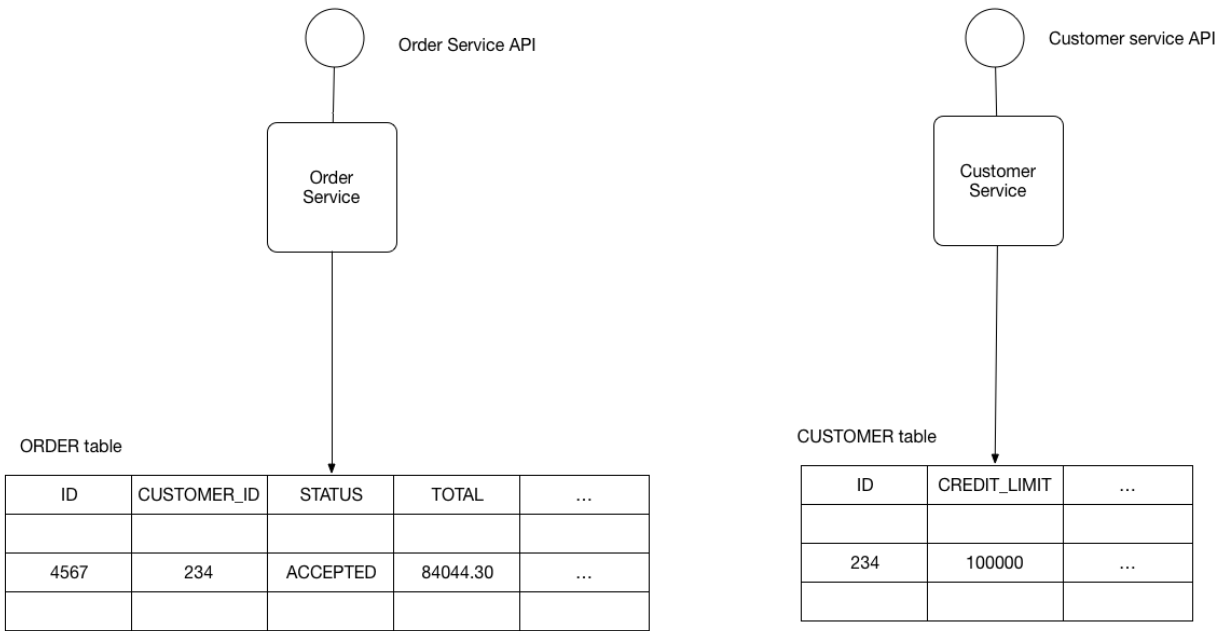 Order Service API
Customer service API
Order
Service
Customer
Service
ORDER table
ID CUSTOMER_ID STATUS TOTAL ...
4567 234 ACCEPTED 84044.30 ...
CUSTOMER table
ID CREDIT_LIMIT ...
234 100000 ...